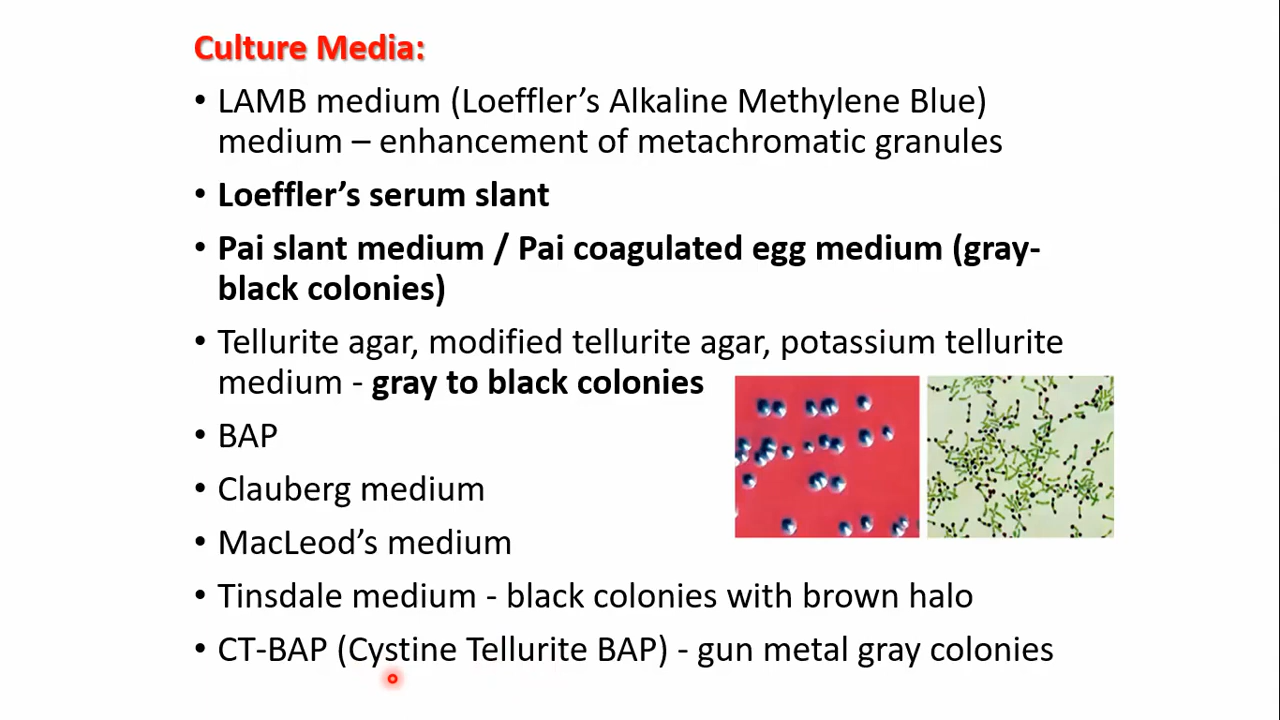 Culture Media:
• LAMB medium (Loeffler’s Alkaline Methylene Blue)
medium – enhancement of metachromatic granules
• Loeffler’s serum slant
• Pai slant medium / Pai coagulated egg medium (gray-
black colonies)
• Tellurite agar, modified tellurite agar, potassium tellurite
medium - gray to black colonies
• BAP
• Clauberg medium
• MacLeod’s medium
• Tinsdale medium - black colonies with brown halo
• CT-BAP (Cystine Tellurite BAP) - gun metal gray colonies